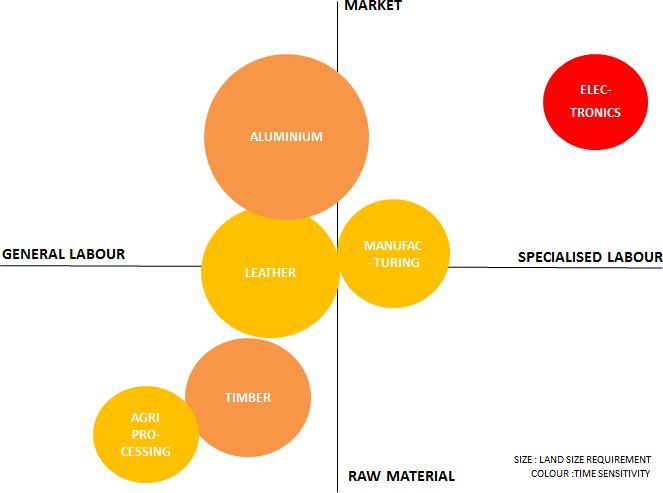 MARKET
ELEC-
TRONICS
ALUMINIUM
GENERAL LABOUR
MANUFAC
- TURING
SPECIALISED LABOUR
LEATHER
TIMBER
AGRI
PRO-
CESSING
RAW MATERIAL
SIZE : LAND SIZE REQUIREMENT
COLOUR :TIME SENSITIVITY